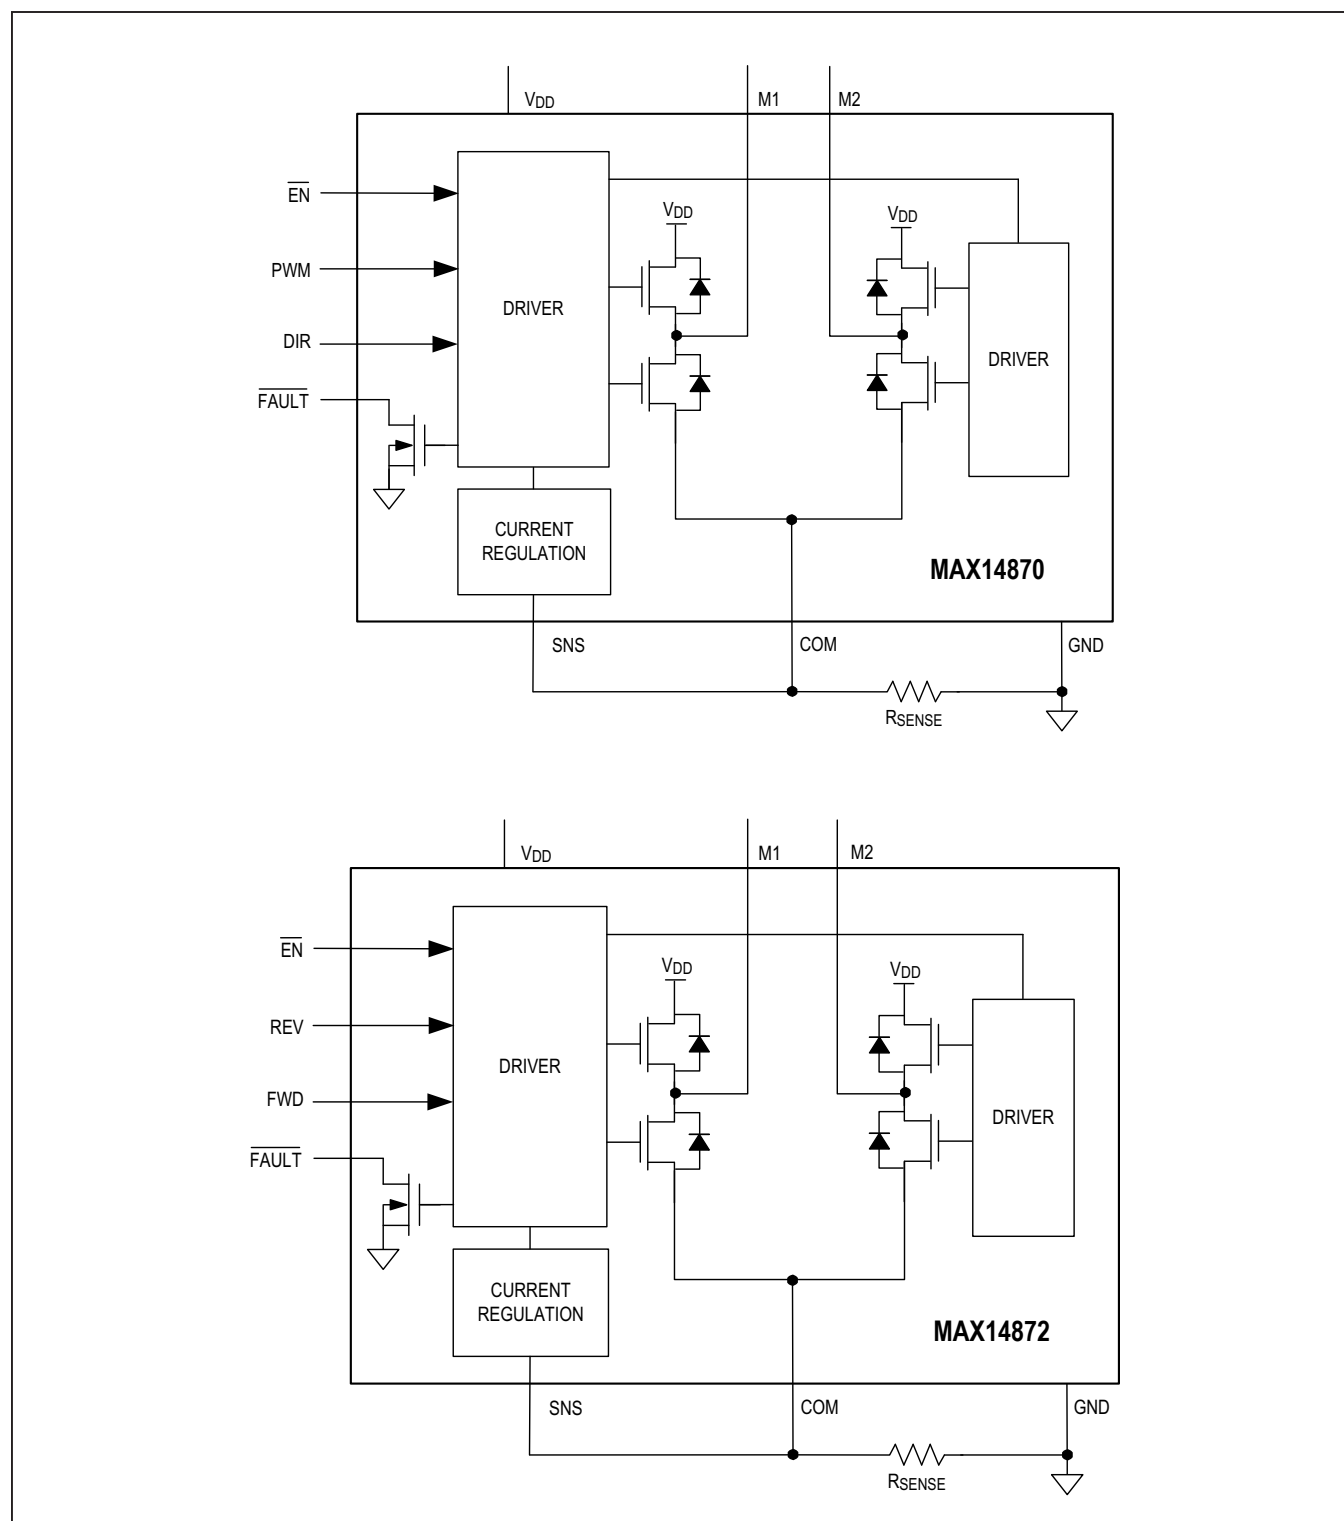 VDD
M1
M2
EN
VDD
VDD
PWM
DRIVER
DIR
DRIVER
FAULT
CURRENT
REGULATION
MAX14870
SNS
COM
GND
RSENSE
VDD
M1
M2
EN
VDD
VDD
REV
DRIVER
FWD
DRIVER
FAULT
CURRENT
REGULATION
MAX14872
SNS
COM
GND
RSENSE